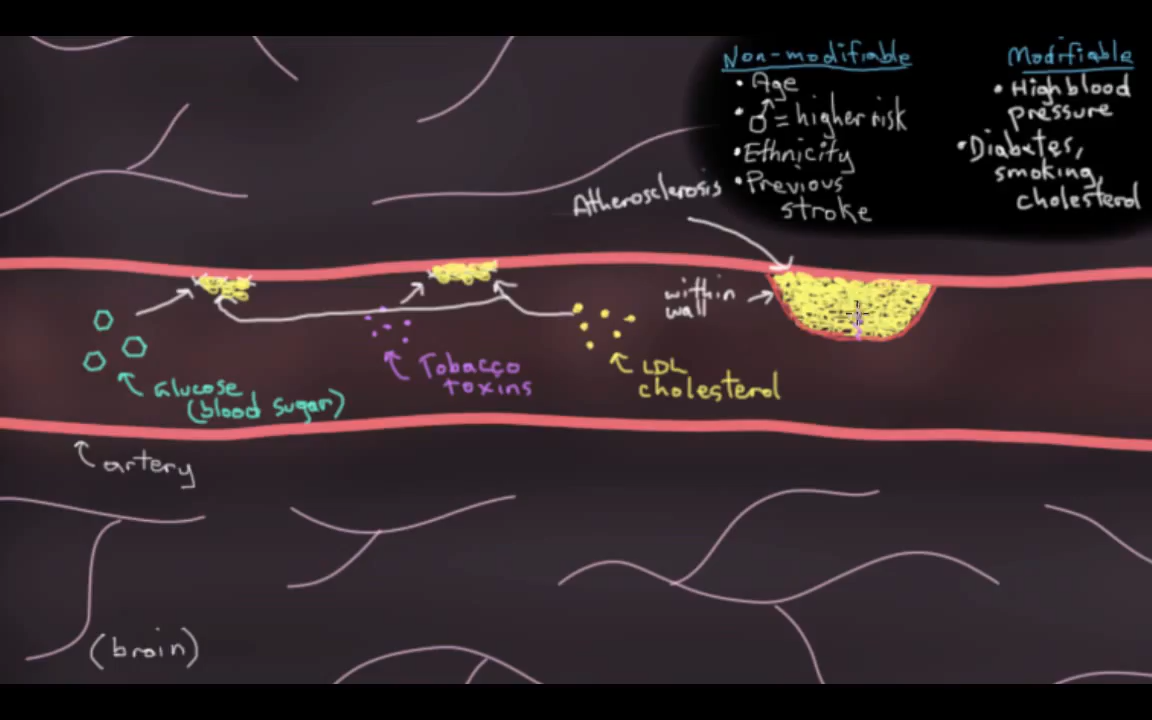 Non-modifiable
• Age
• ♂ = higher risk
• Ethnicity
• Previous
stroke
Modifiable
• High blood
pressure
• Diabetes,
smoking,
cholesterol
Atherosclerosis
within
wall
Glucose
(blood sugar)
Tobacco
toxins
LDL
cholesterol
artery
(brain)